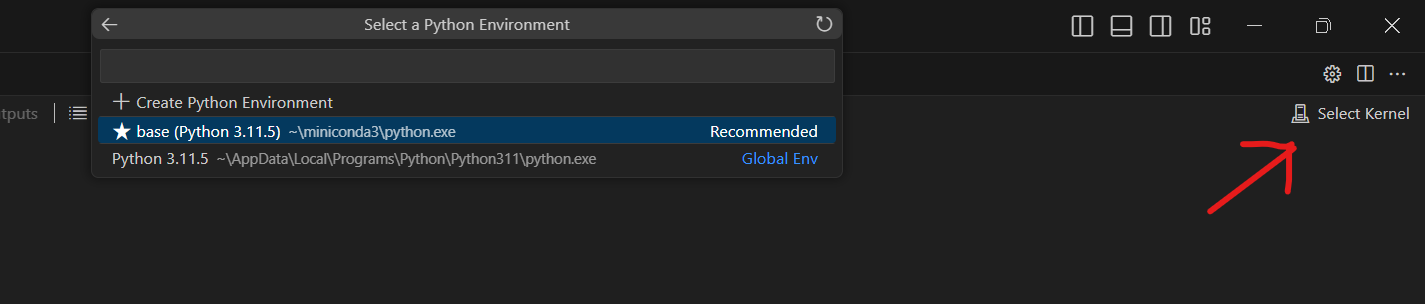 Select a Python Environment
tputs
Create Python Environment
Select Kernel
base (Python 3.11.5) ~\miniconda3\python.exe Recommended
Python 3.11.5 ~\AppData\Local\Programs\Python\Python311\python.exe Global Env